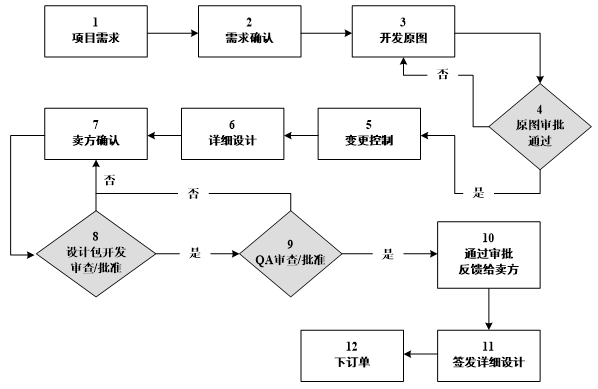 1
项目需求
2
需求确认
3
开发原图
否
4
原图审批
通过
7
卖方确认
6
详细设计
5
变更控制
是
否
否
8
设计包开发
审查/批准
是
9
QA审查/批准
是
10
通过审批
反馈给卖方
12
下订单
11
签发详细设计